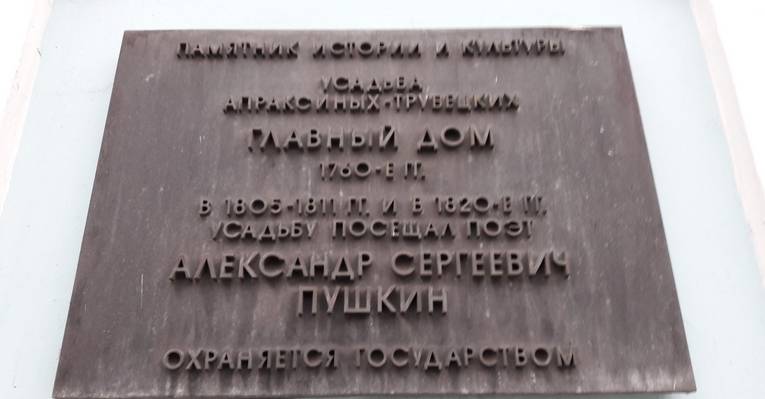 ПАМЯТНИК ИСТОРИИ И КУЛЬТУРЫ
УСАДЬБА
АПРАКСИНЫХ-ТРУБЕЦКИХ
ГЛАВНЫЙ ДОМ
1760-Е ГГ.
В 1805-1811 ГГ. И В 1820-Е ГГ.
УСАДЬБУ ПОСЕЩАЛ ПОЭТ
АЛЕКСАНДР СЕРГЕЕВИЧ
ПУШКИН
ОХРАНЯЕТСЯ ГОСУДАРСТВОМ